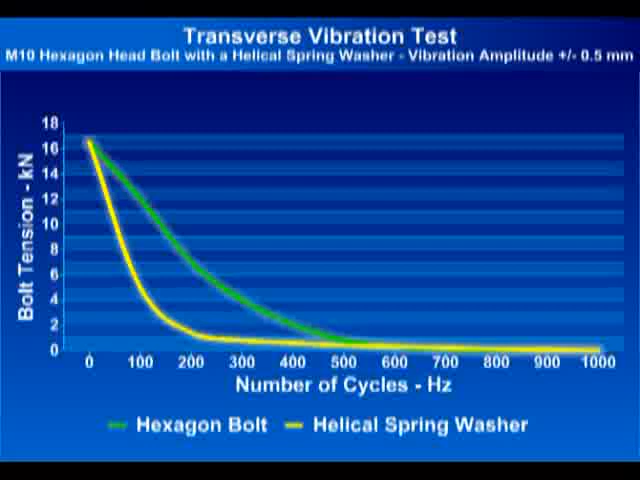 Transverse Vibration Test
M10 Hexagon Head Bolt with a Helical Spring Washer - Vibration Amplitude +/- 0.5 mm
18
16
14
12
10
8
6
4
2
0
Bolt Tension - kN
0 100 200 300 400 500 600 700 800 900 1000
Number of Cycles - Hz
Hexagon Bolt Helical Spring Washer